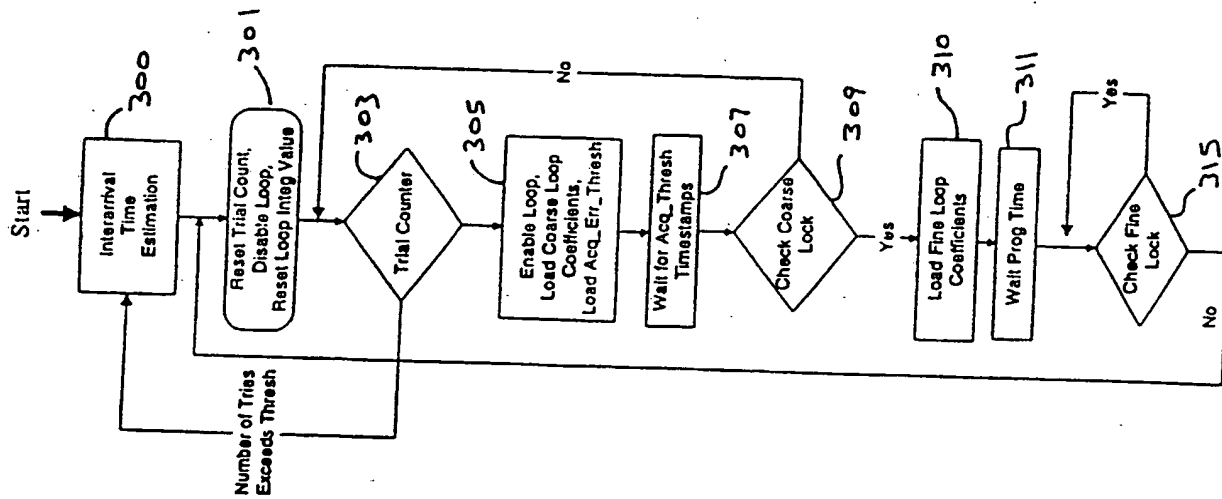 Start
300
Interarrival
Time
Estimation
301
Reset Trial Count,
Disable Loop,
Reset Loop Integ Value
Number of Tries
Exceeds Thresh
303
Trial Counter
No
305
Enable Loop,
Load Coarse Loop
Coefficients,
Load Acq_Err_Thresh
307
Wait for Acq_Thresh
Timestamps
309
Check Coarse
Lock
Yes
310
Load Fine Loop
Coefficients
311
Wait Prog Time
Yes
Check Fine
Lock
315
No